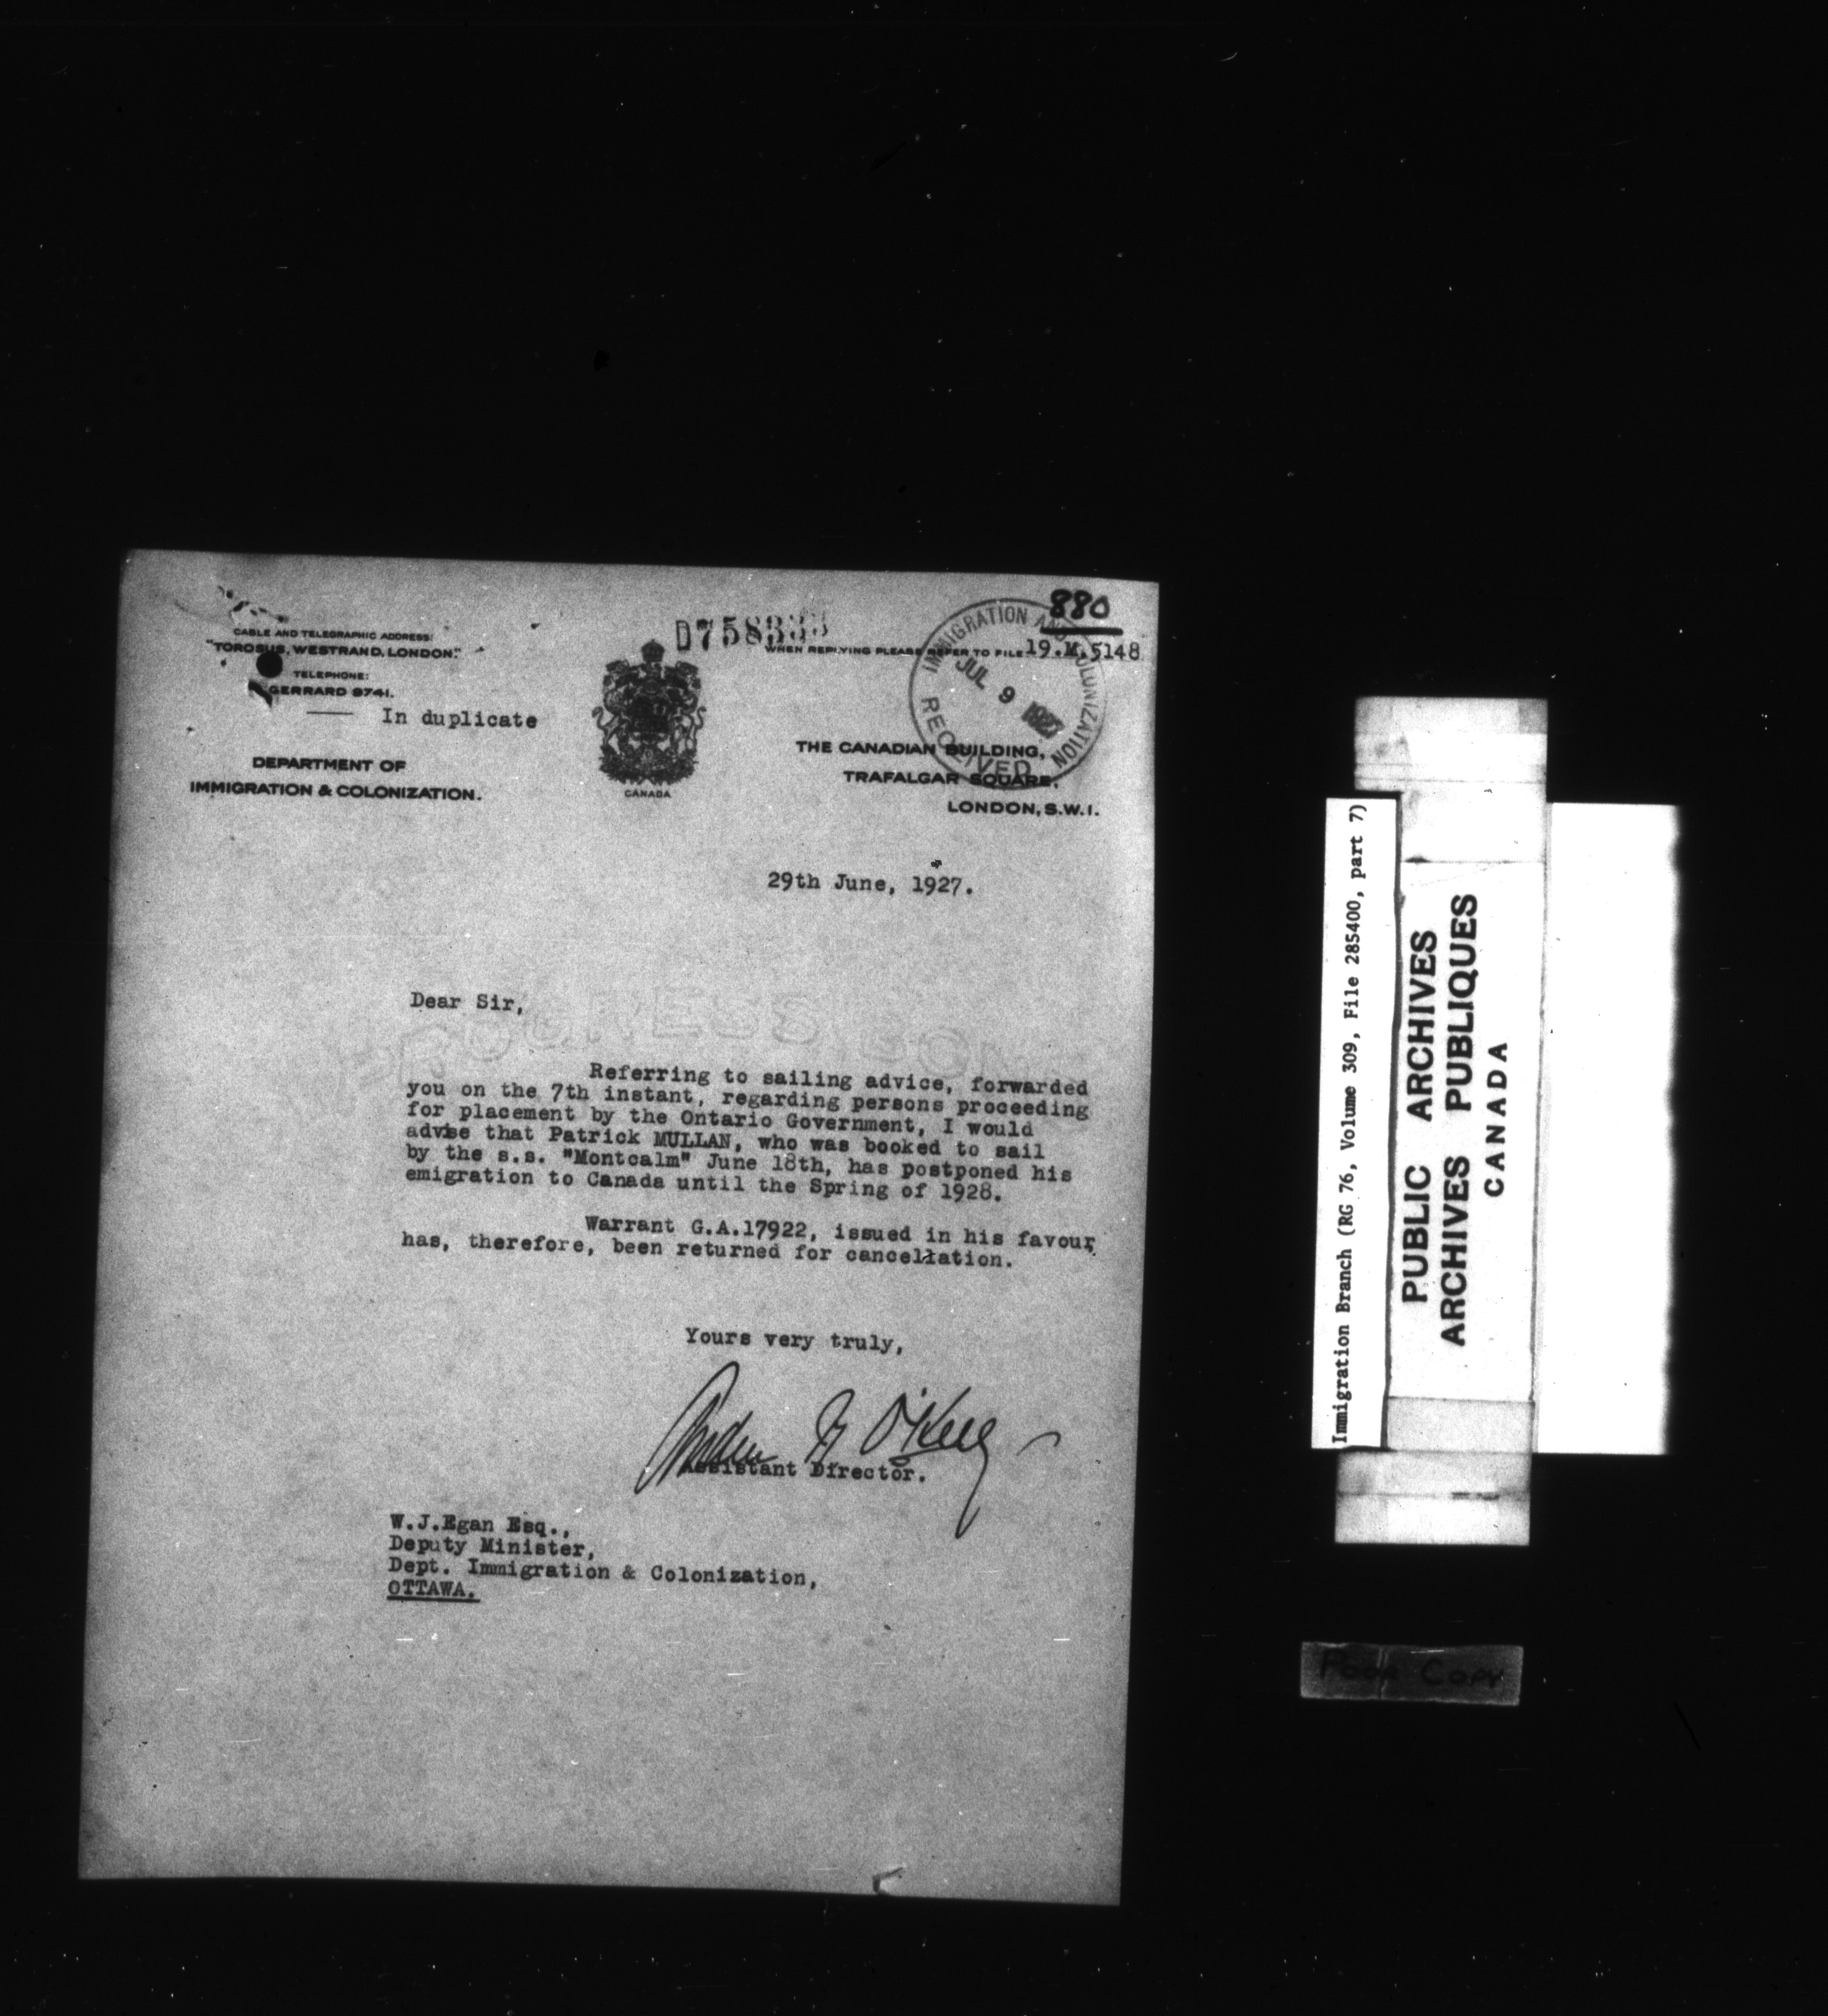 880
D758333
CABLE AND TELEGRAPHIC ADDRESS:
"TOROSUS, WESTRAND, LONDON."
TELEPHONE:
GERRARD 9741.
In duplicate
DEPARTMENT OF
IMMIGRATION & COLONIZATION.
CANADA
WHEN REPLYING PLEASE REFER TO FILE 19.M.5148
IMMIGRATION AND COLONIZATION
JUL 9 1927
RECEIVED
THE CANADIAN BUILDING,
TRAFALGAR SQUARE,
LONDON, S.W.1.
29th June, 1927.
Dear Sir,
PROGRESS BOND
Referring to sailing advice, forwarded
you on the 7th instant, regarding persons proceeding
for placement by the Ontario Government, I would
advise that Patrick MULLAN, who was booked to sail
by the s.s. "Montcalm" June 18th, has postponed his
emigration to Canada until the Spring of 1928.
Warrant G.A.17922, issued in his favour,
has, therefore, been returned for cancellation.
Yours very truly,
Assistant Director.
W.J.Egan Esq.,
Deputy Minister,
Dept. Immigration & Colonization,
OTTAWA.
Immigration Branch (RG 76, Volume 309, File 285400, part 7)
PUBLIC ARCHIVES
ARCHIVES PUBLIQUES
CANADA
Poor Copy